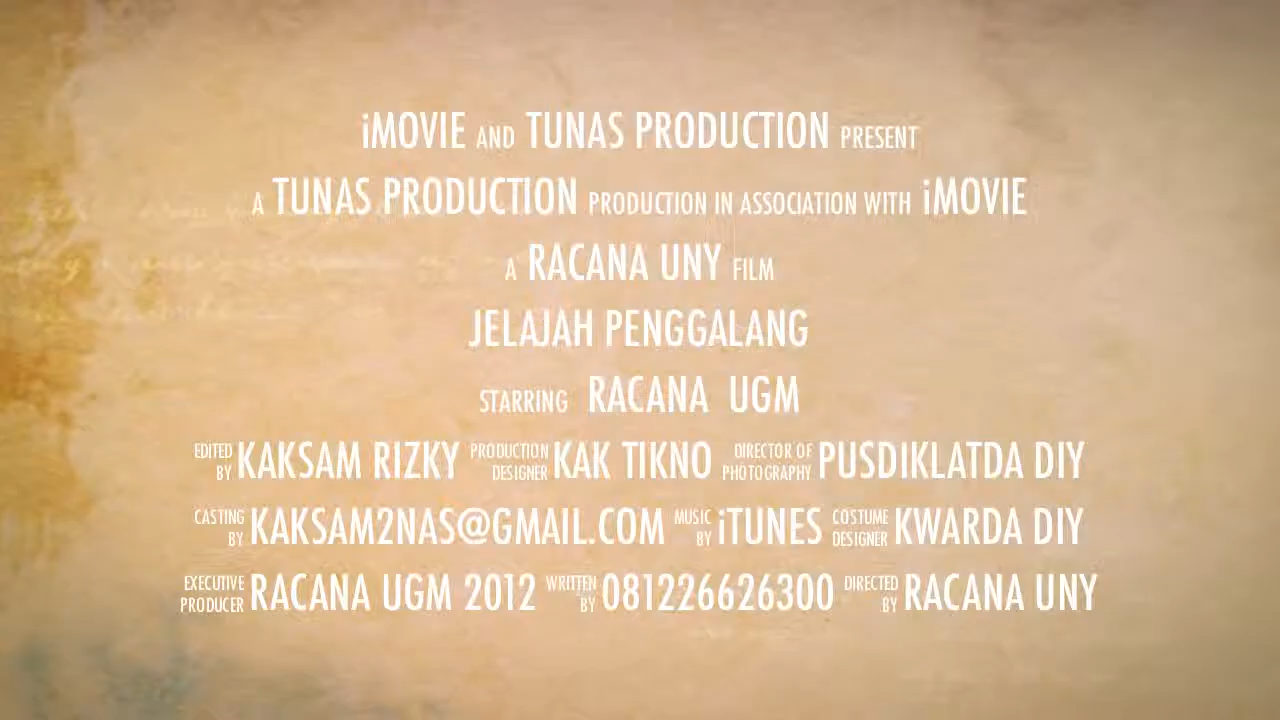 iMOVIE AND TUNAS PRODUCTION PRESENT
A TUNAS PRODUCTION PRODUCTION IN ASSOCIATION WITH iMOVIE
A RACANA UNY FILM
JELAJAH PENGGALANG
STARRING RACANA UGM
EDITED BY KAKSAM RIZKY PRODUCTION DESIGNER KAK TIKNO DIRECTOR OF PHOTOGRAPHY PUSDIKLATDA DIY
CASTING BY KAKSAM2NAS@GMAIL.COM MUSIC BY iTUNES COSTUME DESIGNER KWARDA DIY
EXECUTIVE PRODUCER RACANA UGM 2012 WRITTEN BY 081226626300 DIRECTED BY RACANA UNY